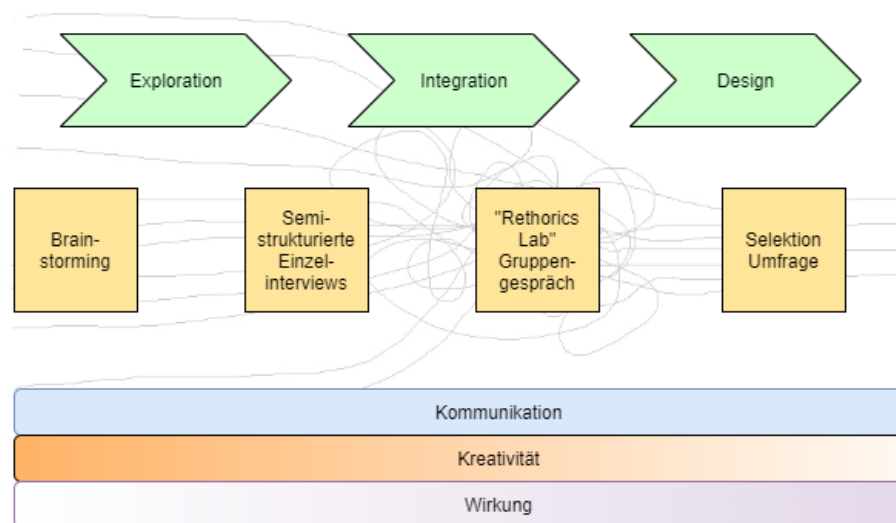 Exploration
Integration
Design
Brain-
storming
Semi-
strukturierte
Einzel-
interviews
"Rethorics
Lab"
Gruppen-
gespräch
Selektion
Umfrage
Kommunikation
Kreativität
Wirkung